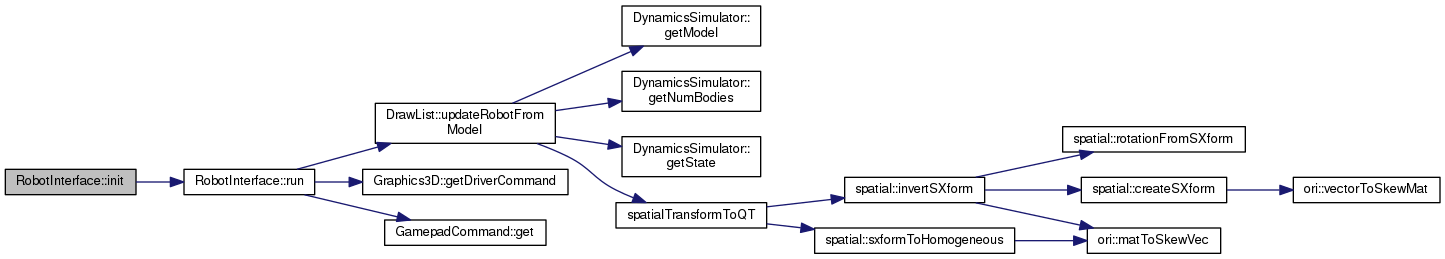 DynamicsSimulator::
getModel
DynamicsSimulator::
getNumBodies
DrawList::updateRobotFrom
Model
DynamicsSimulator::
getState
spatial::rotationFromSXform
RobotInterface::init
RobotInterface::run
Graphics3D::getDriverCommand
spatial::invertSXform
spatial::createSXform
ori::vectorToSkewMat
spatialTransformToQT
GamepadCommand::get
spatial::sxformToHomogeneous
ori::matToSkewVec